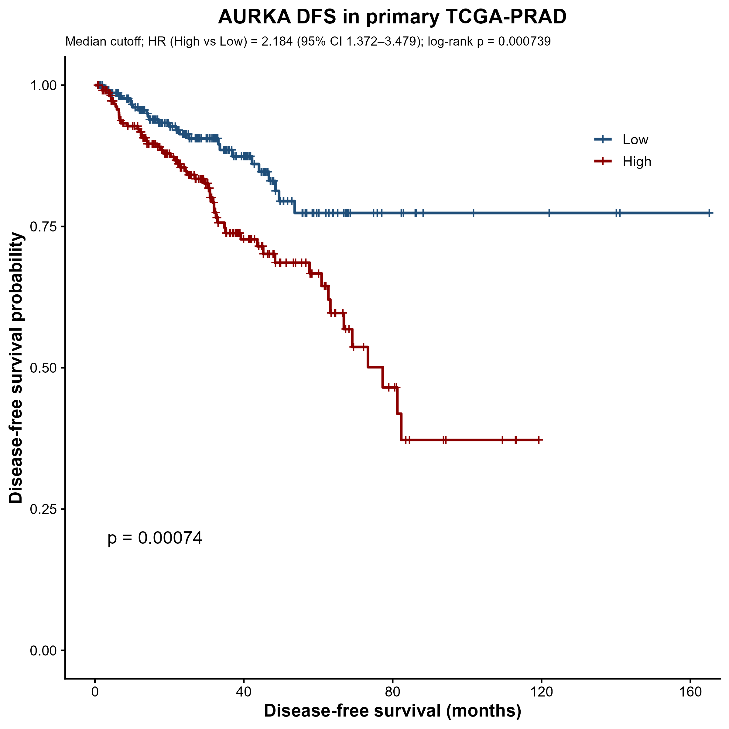 AURKA DFS in primary TCGA-PRAD
Median cutoff; HR (High vs Low) = 2.184 (95% CI 1.372–3.479); log-rank p = 0.000739
Disease-free survival probability
1.00
0.75
0.50
0.25
0.00
Low
High
p = 0.00074
0 40 80 120 160
Disease-free survival (months)